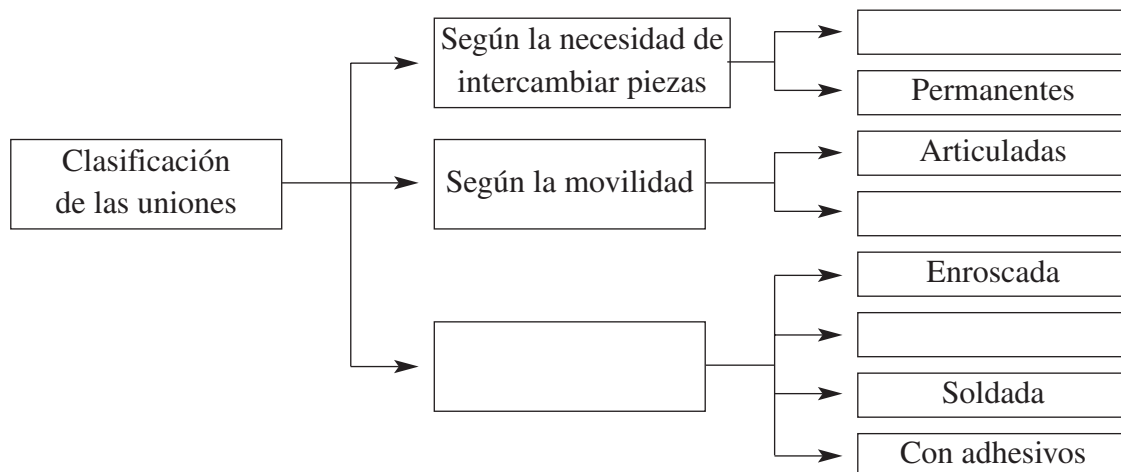 Clasificación
de las uniones
Según la necesidad de
intercambiar piezas
Permanentes
Según la movilidad
Articuladas
Enroscada
Soldada
Con adhesivos